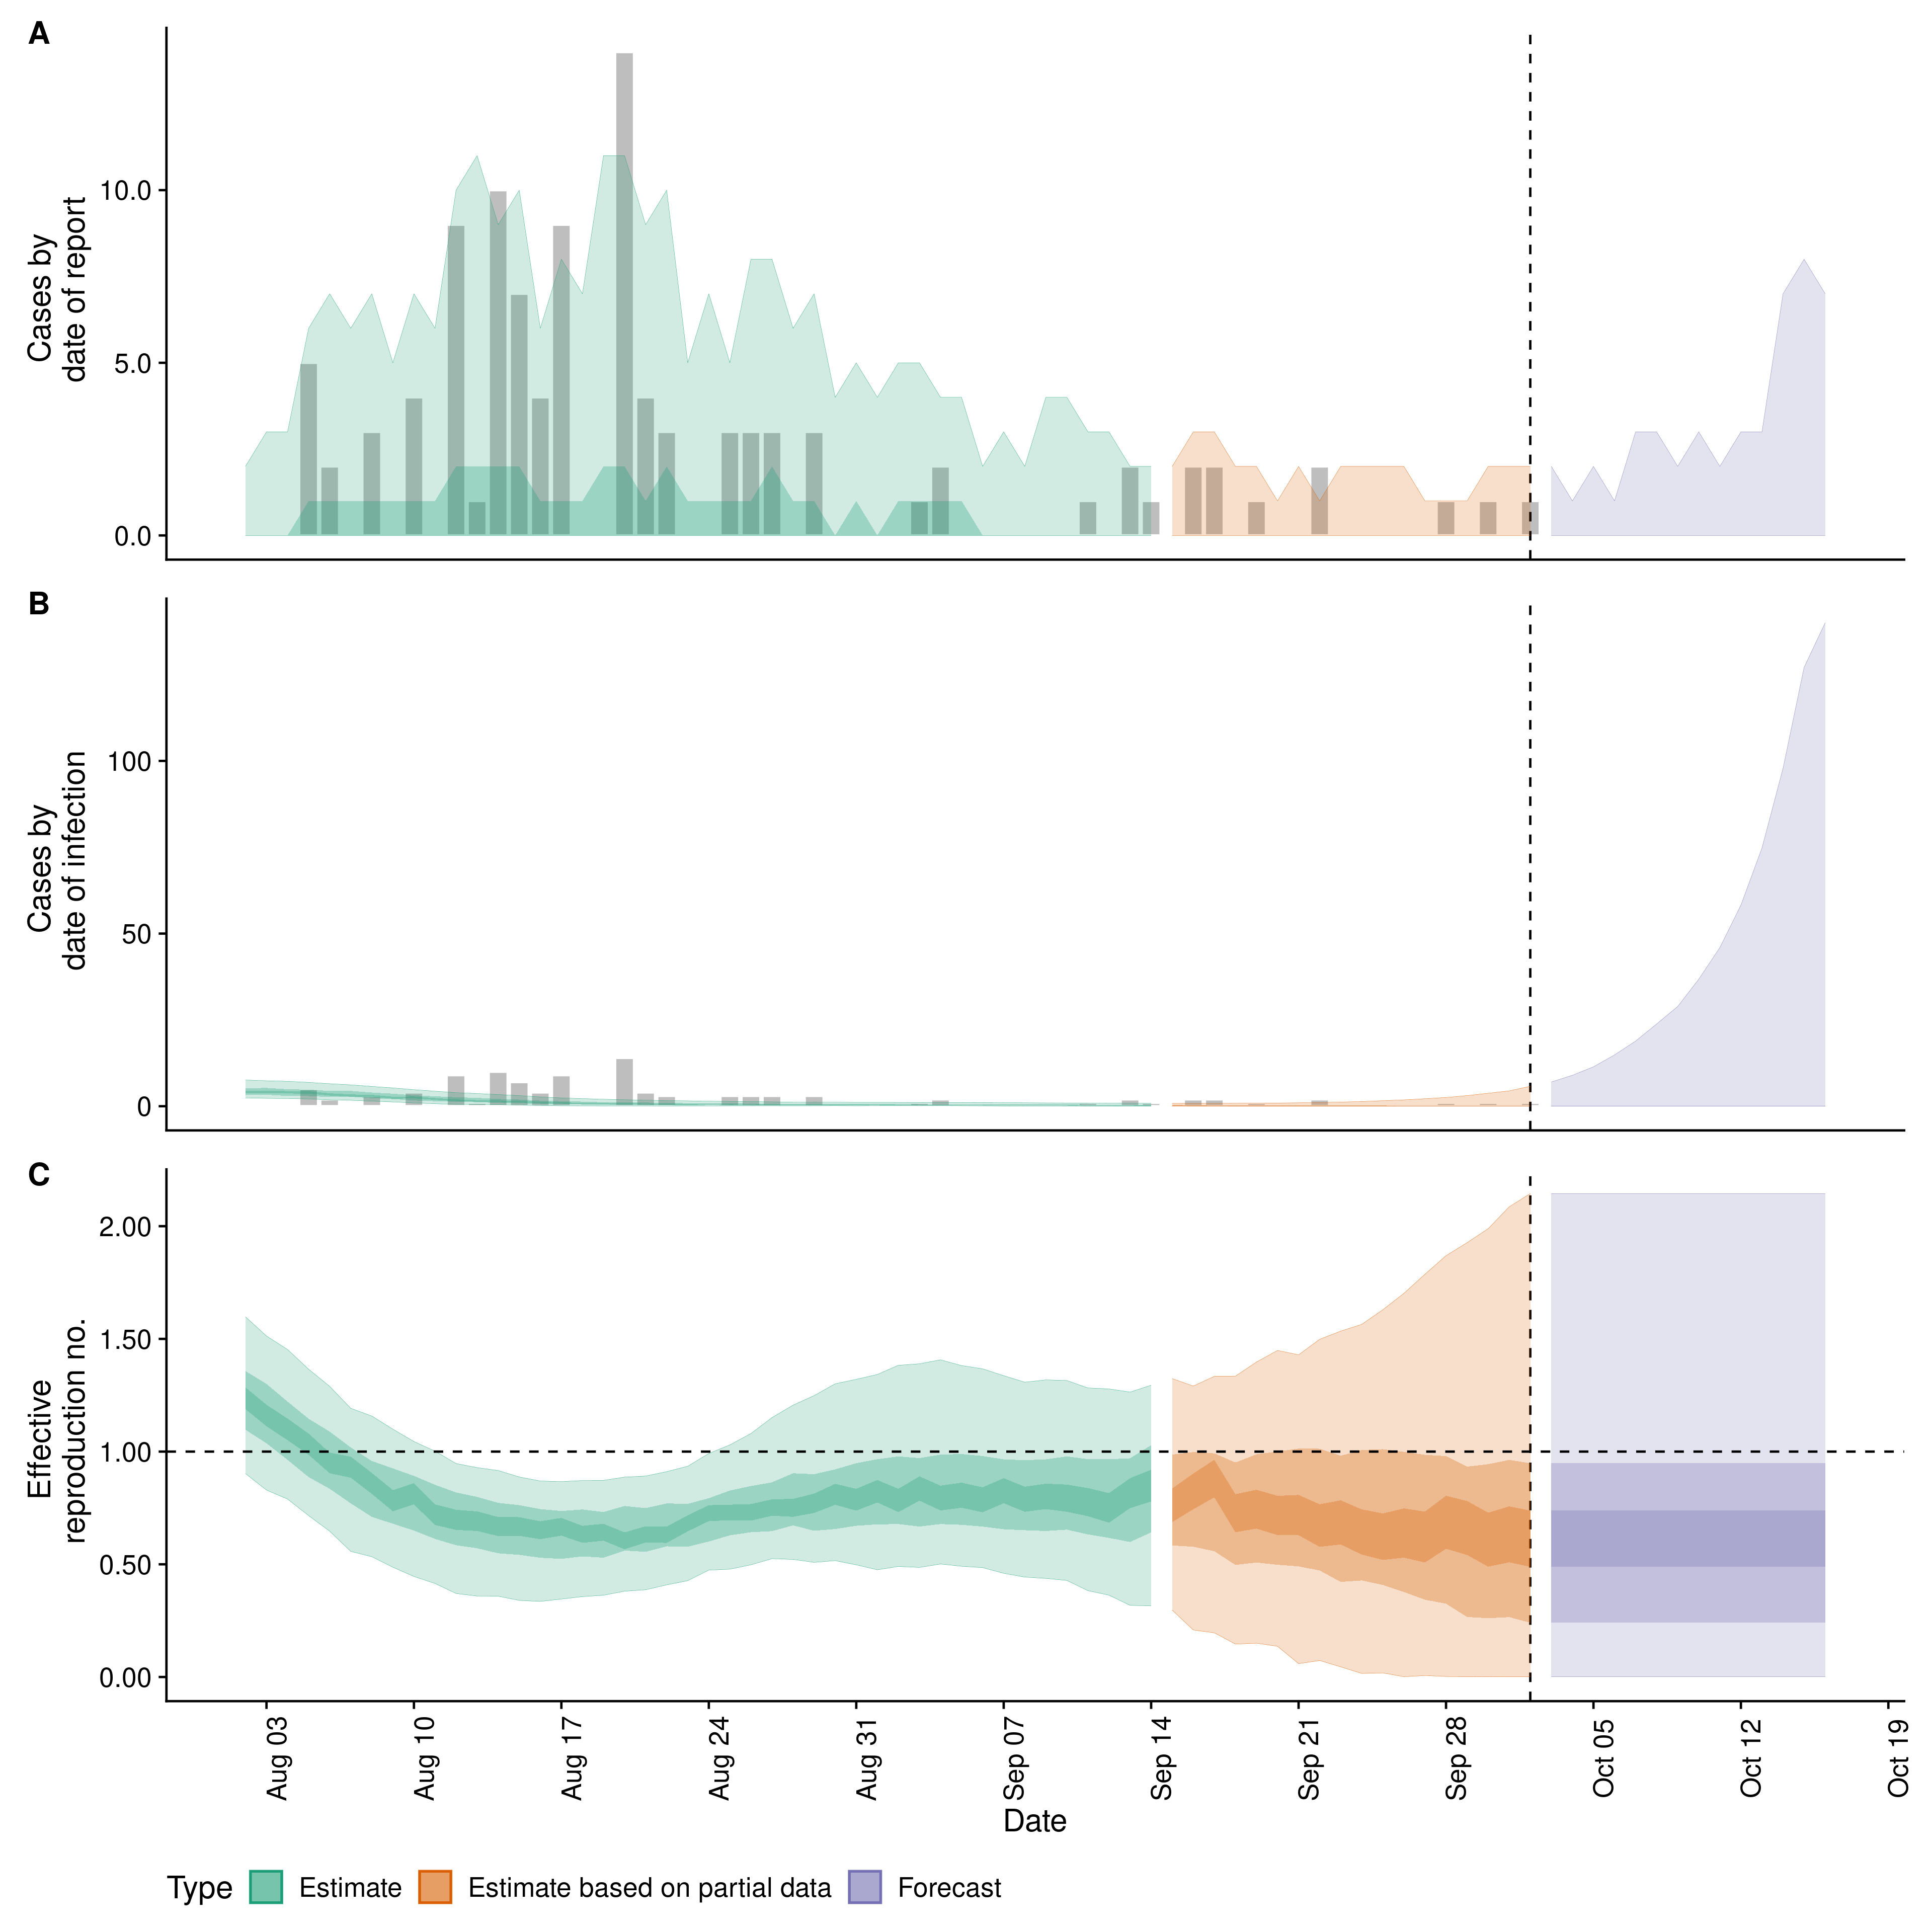 A
Cases by
date of report
10.0
5.0
0.0
B
Cases by
date of infection
100
50
0
C
Effective
reproduction no.
2.00
1.50
1.00
0.50
0.00
Aug 03
Aug 10
Aug 17
Aug 24
Aug 31
Sep 07
Sep 14
Sep 21
Sep 28
Oct 05
Oct 12
Oct 19
Date
Type Estimate Estimate based on partial data Forecast